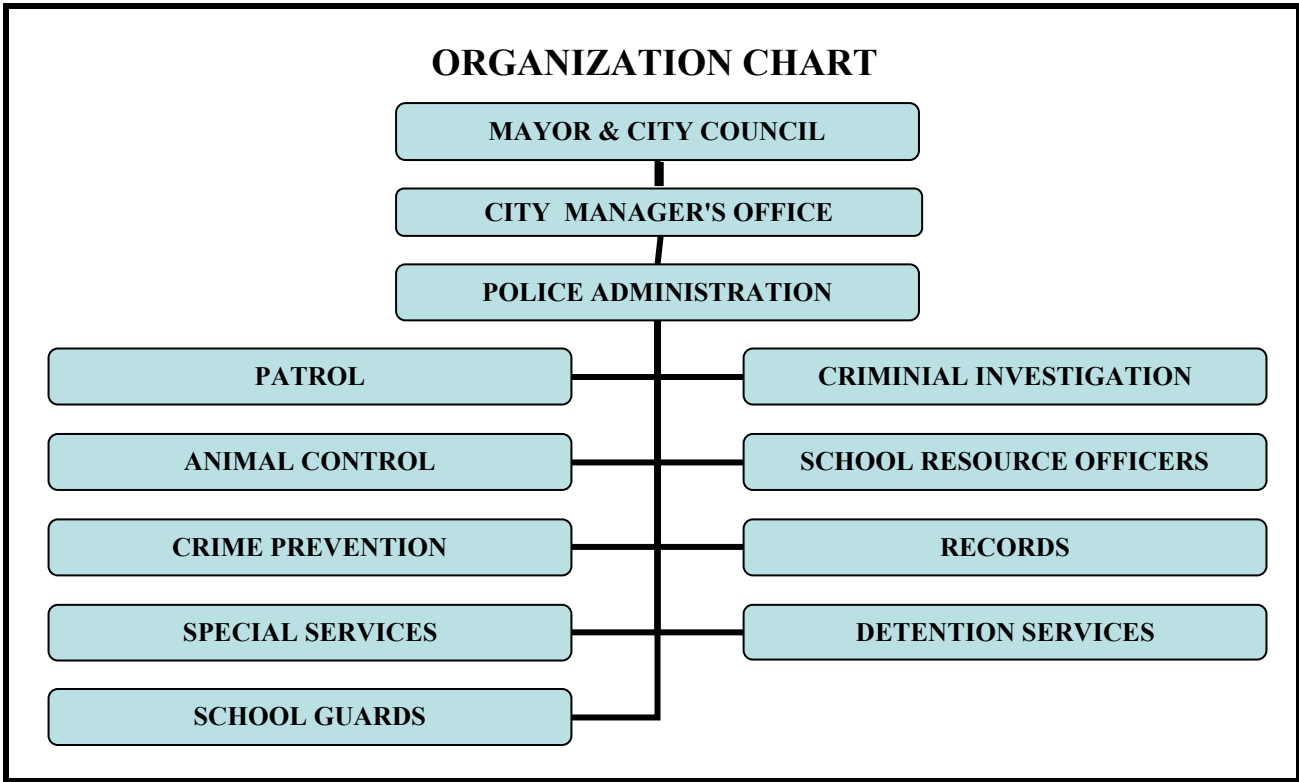 ORGANIZATION CHART
MAYOR & CITY COUNCIL
CITY MANAGER'S OFFICE
POLICE ADMINISTRATION
PATROL
CRIMINIAL INVESTIGATION
ANIMAL CONTROL
SCHOOL RESOURCE OFFICERS
CRIME PREVENTION
RECORDS
SPECIAL SERVICES
DETENTION SERVICES
SCHOOL GUARDS